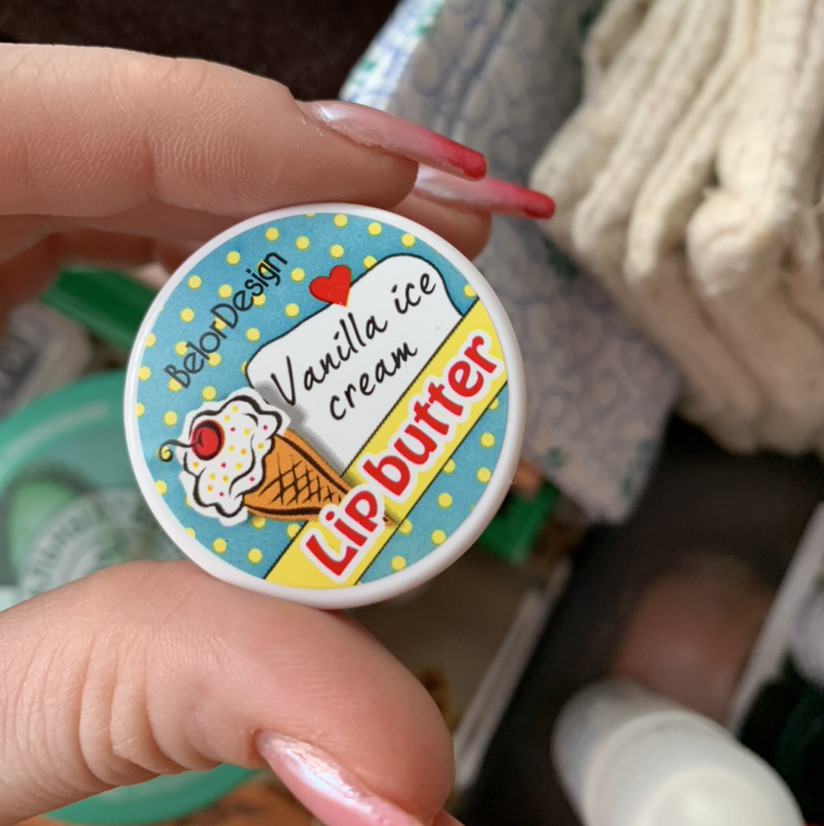 BelorDesign
Vanilla ice
cream
Lip butter